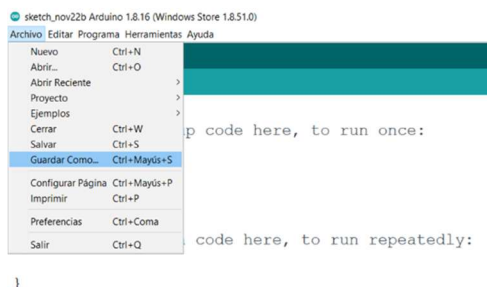 sketch_nov22b Arduino 1.8.16 (Windows Store 1.8.51.0)
Archivo Editar Programa Herramientas Ayuda
Nuevo Ctrl+N
Abrir... Ctrl+O
Abrir Reciente >
Proyecto >
Ejemplos >
Cerrar Ctrl+W
p code here, to run once:
Salvar Ctrl+S
Guardar Como... Ctrl+Mayús+S
Configurar Página Ctrl+Mayús+P
Imprimir Ctrl+P
Preferencias Ctrl+Coma
Salir Ctrl+Q
code here, to run repeatedly:
}